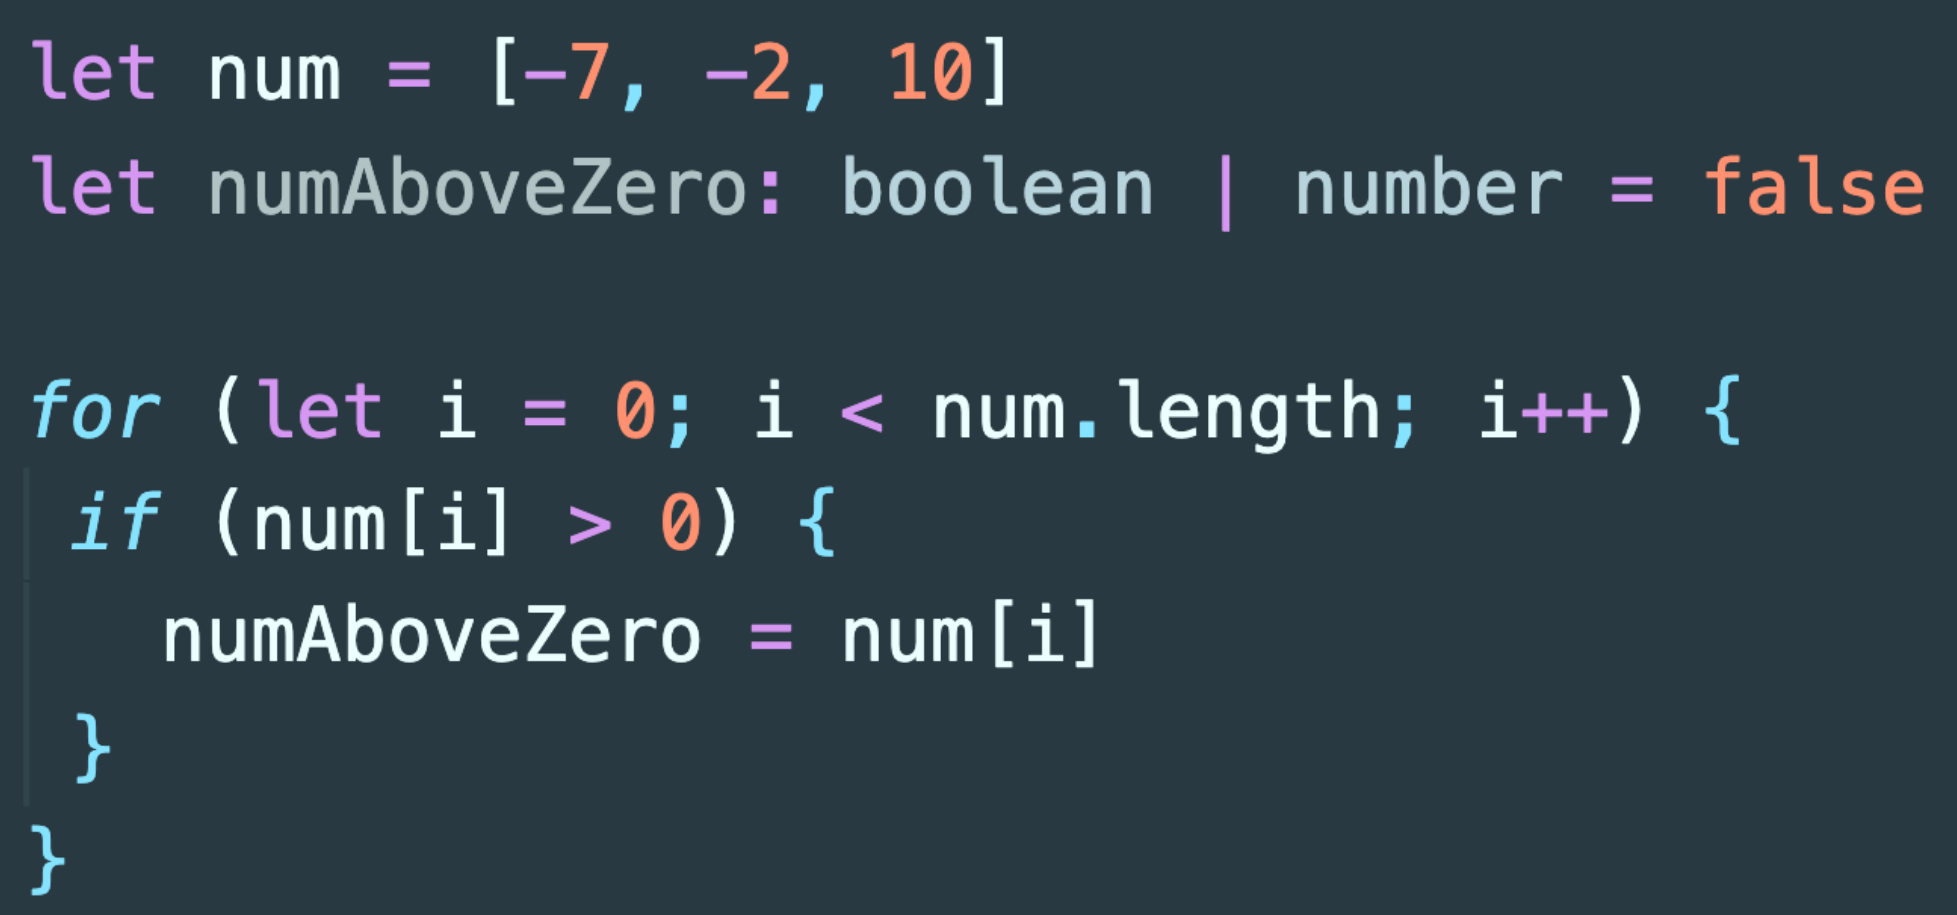 let num = [-7, -2, 10]
let numAboveZero: boolean | number = false
for (let i = 0; i < num.length; i++) {
if (num[i] > 0) {
numAboveZero = num[i]
}
}